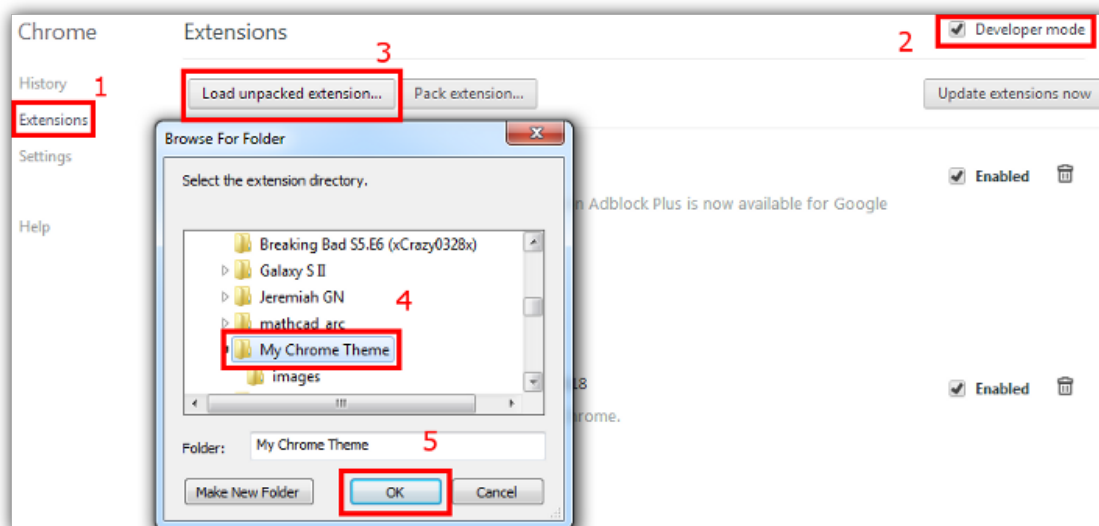 Chrome
Extensions
2
Developer mode
3
History
1
Load unpacked extension...
Pack extension...
Update extensions now
Extensions
Settings
Help
Browse For Folder
Select the extension directory.
Enabled
Adblock Plus is now available for Google
Breaking Bad S5.E6 (xCrazy0328x)
Galaxy S II
Jeremiah GN
4
mathcad_arc
My Chrome Theme
images
18
Enabled
5
Folder:
My Chrome Theme
Make New Folder
OK
Cancel